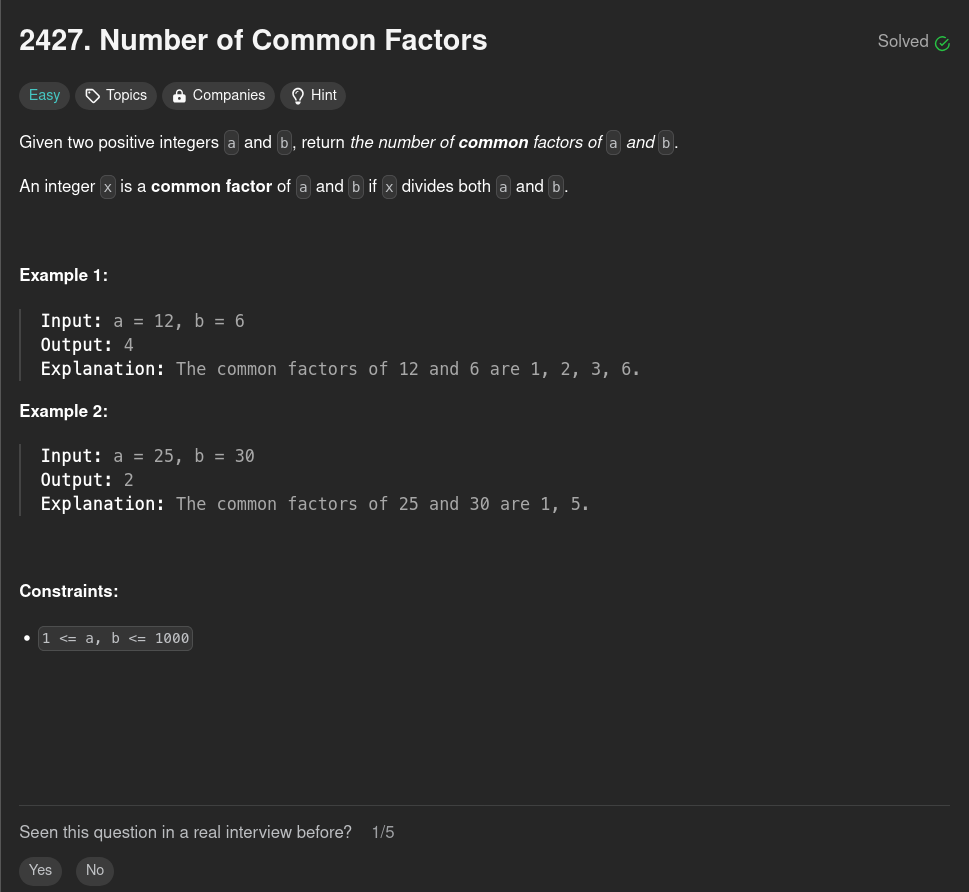 2427. Number of Common Factors
Solved
Easy Topics Companies Hint
Given two positive integers a and b, return the number of common factors of a and b.
An integer x is a common factor of a and b if x divides both a and b.
Example 1:
Input: a = 12, b = 6
Output: 4
Explanation: The common factors of 12 and 6 are 1, 2, 3, 6.
Example 2:
Input: a = 25, b = 30
Output: 2
Explanation: The common factors of 25 and 30 are 1, 5.
Constraints:
• 1 <= a, b <= 1000
Seen this question in a real interview before? 1/5
Yes No